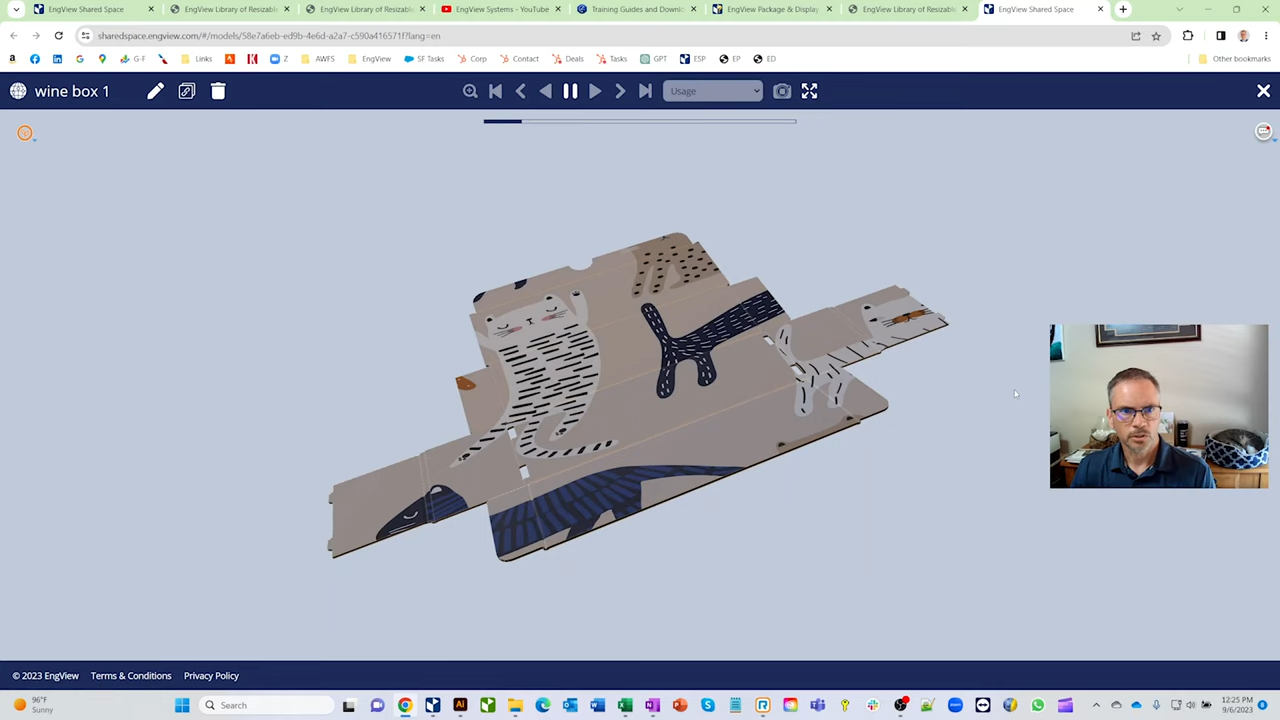 EngView Shared Space
EngView Library of Resizable
EngView Library of Resizable
EngView Systems - YouTube
Training Guides and Downlo
EngView Package & Display
EngView Library of Resizable
EngView Shared Space
sharedspace.engview.com/#/models/58e7a6eb-ed9b-4e6d-a2a7-c590a416571f?lang=en
G-F
Links
Z
AWFS
EngView
SF Tasks
Corp
Contact
Deals
Tasks
GPT
ESP
EP
ED
Other bookmarks
wine box 1
Usage
© 2023 EngView
Terms & Conditions
Privacy Policy
96°F
Sunny
Search
12:25 PM
9/6/2023